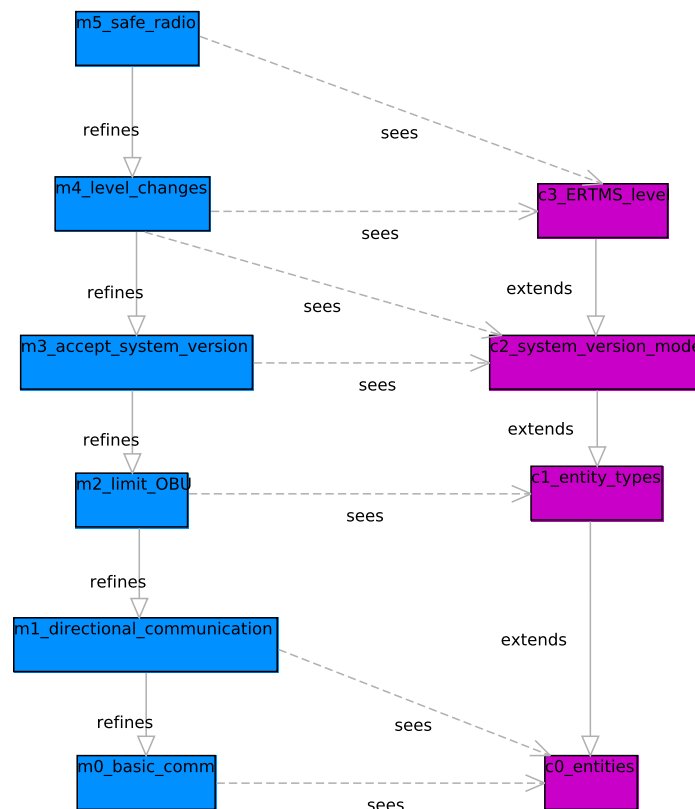 m5_safe_radio
refines
sees
m4_level_changes
c3_ERTMS_level
sees
refines
extends
sees
m3_accept_system_version
c2_system_version_mode
sees
refines
extends
m2_limit_OBU
c1_entity_types
sees
refines
extends
m1_directional_communication
refines
sees
m0_basic_comm
c0_entities
sees